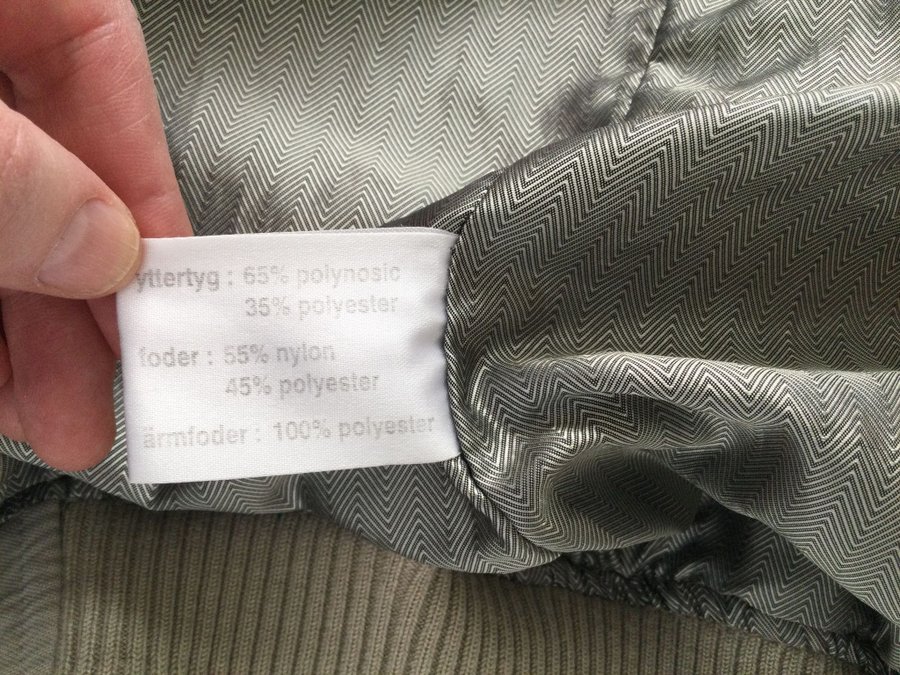 yttertyg : 65% polynosic
35% polyester
foder : 55% nylon
45% polyester
ärmfoder : 100% polyester